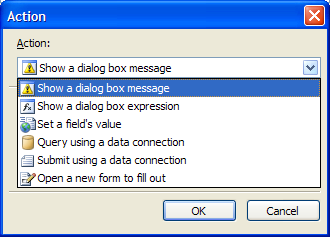 Action
Action:
Show a dialog box message
Show a dialog box message
Show a dialog box expression
Set a field's value
Query using a data connection
Submit using a data connection
Open a new form to fill out
OK Cancel